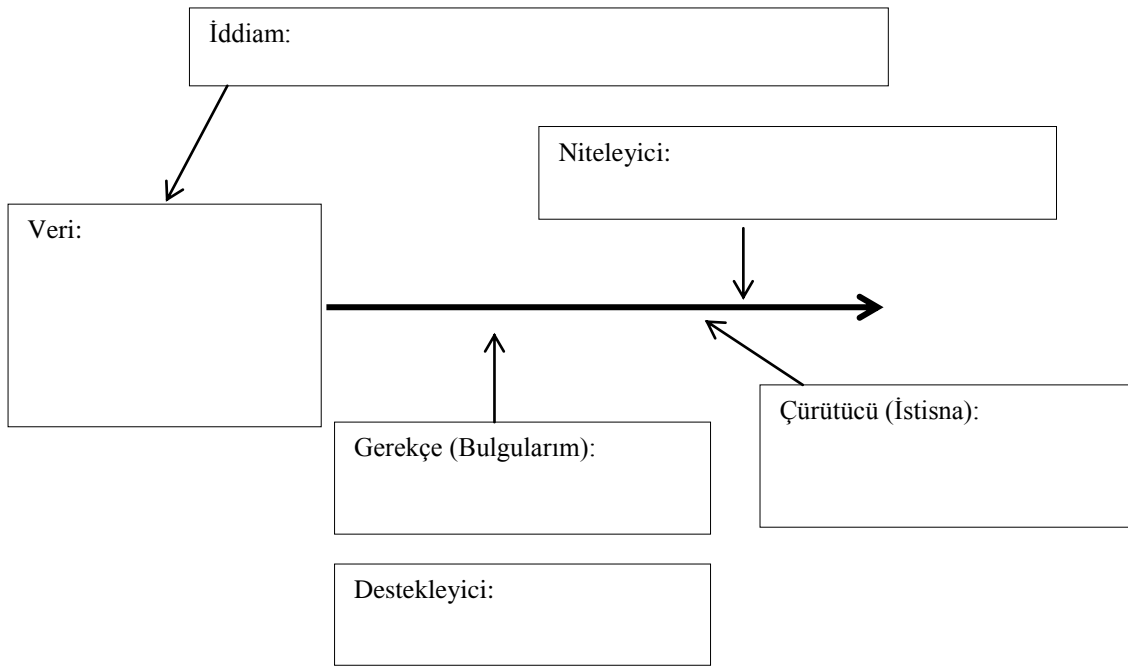 İddiam:
Niteleyici:
Veri:
Çürütücü (İstisna):
Gerekçe (Bulgularım):
Destekleyici: